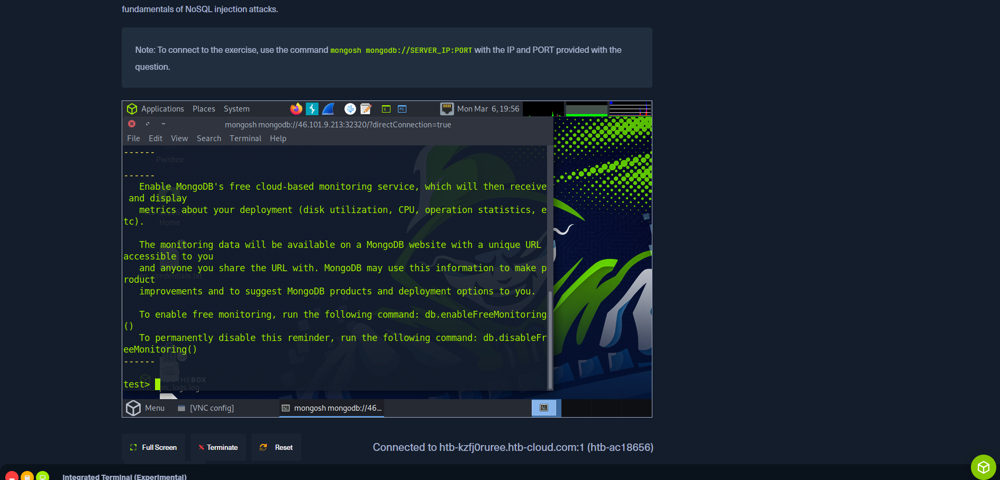 fundamentals of NoSQL injection attacks.
Note: To connect to the exercise, use the command mongosh mongodb://SERVER_IP:PORT with the IP and PORT provided with the
question.
Applications Places System Mon Mar 6, 19:56
mongosh mongodb://46.101.9.213:32320/?directConnection=true
File Edit View Search Terminal Help
------
Pwnbox
------
Enable MongoDB's free cloud-based monitoring service, which will then receive
and display
metrics about your deployment (disk utilization, CPU, operation statistics, e
tc).
Home
The monitoring data will be available on a MongoDB website with a unique URL
accessible to you
and anyone you share the URL with. MongoDB may use this information to make p
roduct
improvements and to suggest MongoDB products and deployment options to you.
To enable free monitoring, run the following command: db.enableFreeMonitoring
()
To permanently disable this reminder, run the following command: db.disableFr
eeMonitoring()
------
test>
Menu [VNC config] mongosh mongodb://46...
Full Screen Terminate Reset Connected to htb-kzfj0ruree.htb-cloud.com:1 (htb-ac18656)
Integrated Terminal (Experimental)